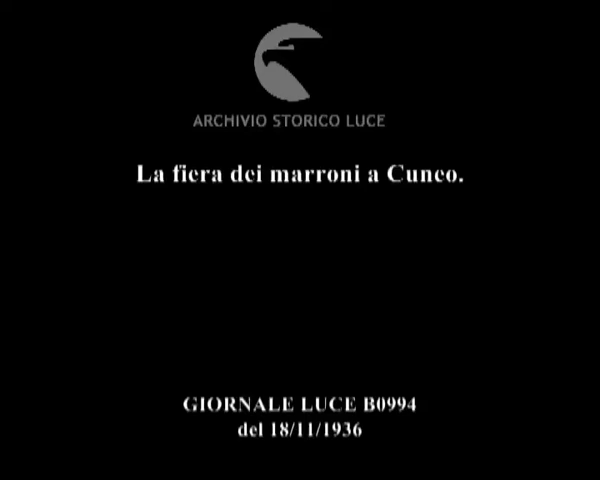 ARCHIVIO STORICO LUCE
La fiera dei marroni a Cuneo.
GIORNALE LUCE B0994
del 18/11/1936